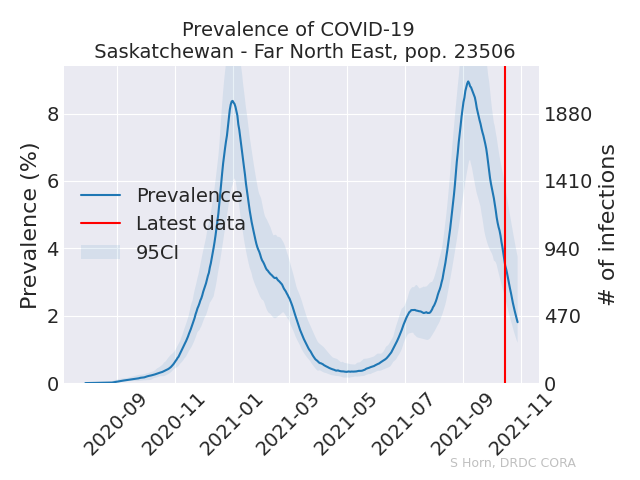 Prevalence of COVID-19
Saskatchewan - Far North East, pop. 23506
Prevalence (%)
8
6
4
2
0
Prevalence
Latest data
95CI
1880
1410
940
470
0
# of infections
2020-09
2020-11
2021-01
2021-03
2021-05
2021-07
2021-09
2021-11
S Horn, DRDC CORA